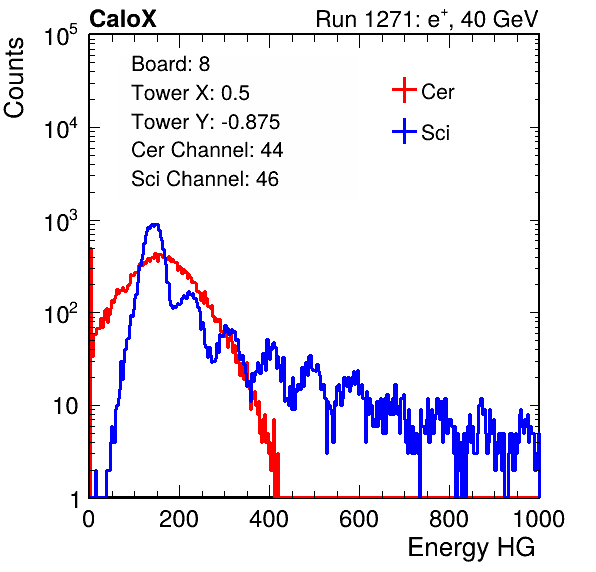 CaloX Run 1271: e⁺, 40 GeV
Counts
10⁵
10⁴
10³
10²
10
1
Board: 8
Tower X: 0.5
Tower Y: -0.875
Cer Channel: 44
Sci Channel: 46
Cer
Sci
0 200 400 600 800 1000
Energy HG